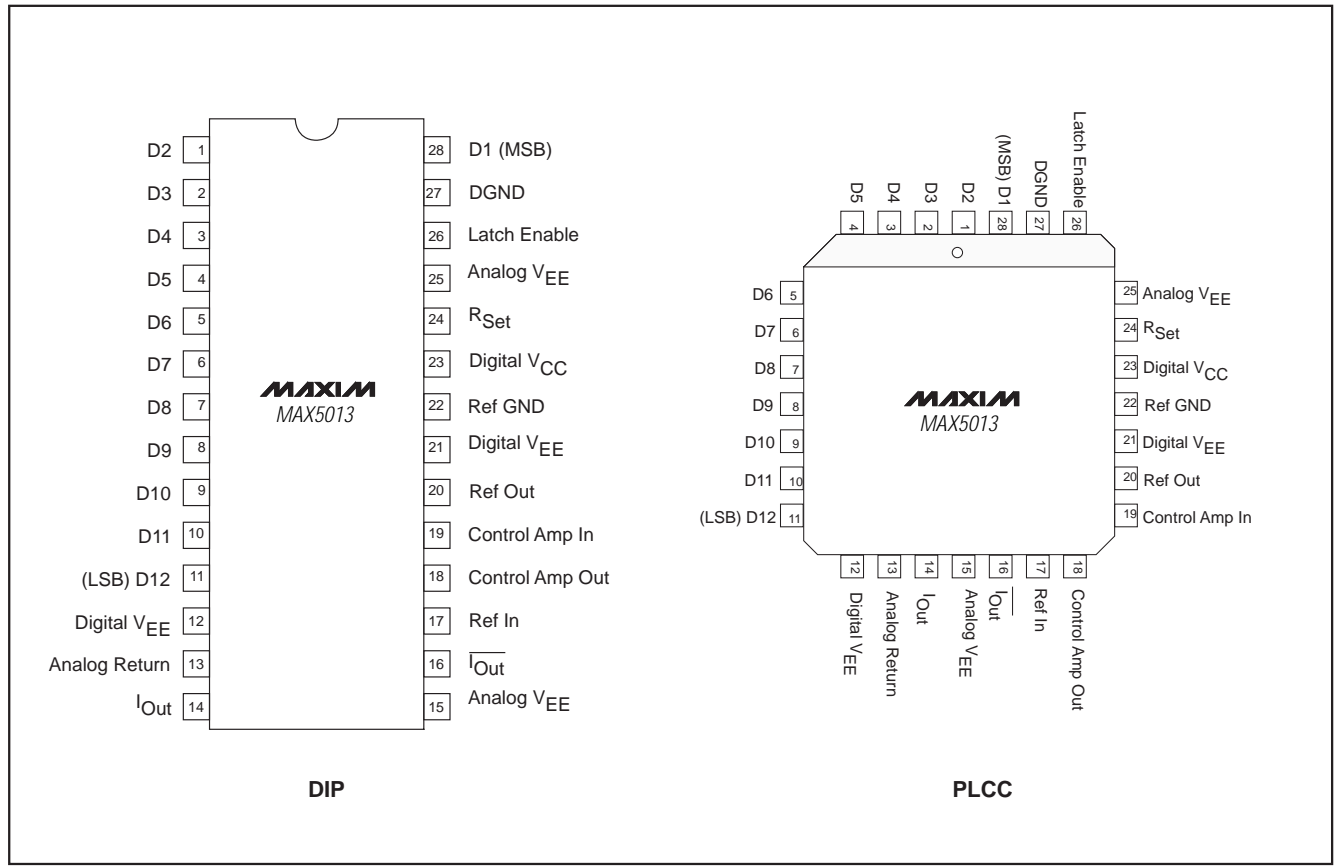 D2 1
D3 2
D4 3
D5 4
D6 5
D7 6
D8 7
D9 8
D10 9
D11 10
(LSB) D12 11
Digital VEE 12
Analog Return 13
IOut 14
MAXIM
MAX5013
28 D1 (MSB)
27 DGND
26 Latch Enable
25 Analog VEE
24 RSet
23 Digital VCC
22 Ref GND
21 Digital VEE
20 Ref Out
19 Control Amp In
18 Control Amp Out
17 Ref In
16 IOut
15 Analog VEE
DIP
D5 4
D4 3
D3 2
D2 1
(MSB) D1 28
DGND 27
Latch Enable 26
D6 5
D7 6
D8 7
D9 8
D10 9
D11 10
(LSB) D12 11
MAXIM
MAX5013
25 Analog VEE
24 RSet
23 Digital VCC
22 Ref GND
21 Digital VEE
20 Ref Out
19 Control Amp In
12 Digital VEE
13 Analog Return
14 IOut
15 Analog VEE
16 IOut
17 Ref In
18 Control Amp Out
PLCC